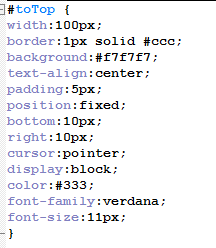 #toTop {
width:100px;
border:1px solid #ccc;
background:#f7f7f7;
text-align:center;
padding:5px;
position:fixed;
bottom:10px;
right:10px;
cursor:pointer;
display:block;
color:#333;
font-family:verdana;
font-size:11px;
}